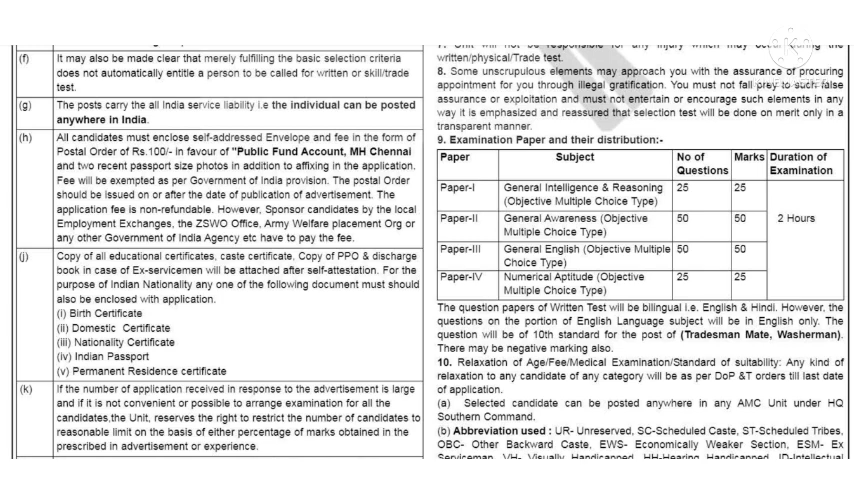 (f) It may also be made clear that merely fulfilling the basic selection criteria
does not automatically entitle a person to be called for written or skill/trade
test.
(g) The posts carry the all India service liability i.e the individual can be posted
anywhere in India.
(h) All candidates must enclose self-addressed Envelope and fee in the form of
Postal Order of Rs.100/- in favour of "Public Fund Account, MH Chennai
and two recent passport size photos in addition to affixing in the application.
Fee will be exempted as per Government of India provision. The postal Order
should be issued on or after the date of publication of advertisement. The
application fee is non-refundable. However, Sponsor candidates by the local
Employment Exchanges, the ZSWO Office, Army Welfare placement Org or
any other Government of India Agency etc have to pay the fee.
(j) Copy of all educational certificates, caste certificate, Copy of PPO & discharge
book in case of Ex-servicemen will be attached after self-attestation. For the
purpose of Indian Nationality any one of the following document must should
also be enclosed with application.
(i) Birth Certificate
(ii) Domestic Certificate
(iii) Nationality Certificate
(iv) Indian Passport
(v) Permanent Residence certificate
(k) If the number of application received in response to the advertisement is large
and if it is not convenient or possible to arrange examination for all the
candidates,the Unit, reserves the right to restrict the number of candidates to
reasonable limit on the basis of either percentage of marks obtained in the
prescribed in advertisement or experience.
7. Unit will not be responsible for any injury which may occur during the
written/physical/Trade test.
8. Some unscrupulous elements may approach you with the assurance of procuring
appointment for you through illegal gratification. You must not fall prey to such false
assurance or exploitation and must not entertain or encourage such elements in any
way it is emphasized and reassured that selection test will be done on merit only in a
transparent manner.
9. Examination Paper and their distribution:-
Paper Subject No of Marks Duration of
Questions Examination
Paper-I General Intelligence & Reasoning 25 25
(Objective Multiple Choice Type)
Paper-II General Awareness (Objective 50 50 2 Hours
Multiple Choice Type)
Paper-III General English (Objective Multiple 50 50
Choice Type)
Paper-IV Numerical Aptitude (Objective 25 25
Multiple Choice Type)
The question papers of Written Test will be bilingual i.e. English & Hindi. However, the
questions on the portion of English Language subject will be in English only. The
question will be of 10th standard for the post of (Tradesman Mate, Washerman).
There may be negative marking also.
10. Relaxation of Age/Fee/Medical Examination/Standard of suitability: Any kind of
relaxation to any candidate of any category will be as per DoP &T orders till last date
of application.
(a) Selected candidate can be posted anywhere in any AMC Unit under HQ
Southern Command.
(b) Abbreviation used : UR- Unreserved, SC-Scheduled Caste, ST-Scheduled Tribes,
OBC- Other Backward Caste, EWS- Economically Weaker Section, ESM- Ex
Serviceman, VH- Visually Handicapped, HH-Hearing Handicapped, ID-Intellectual